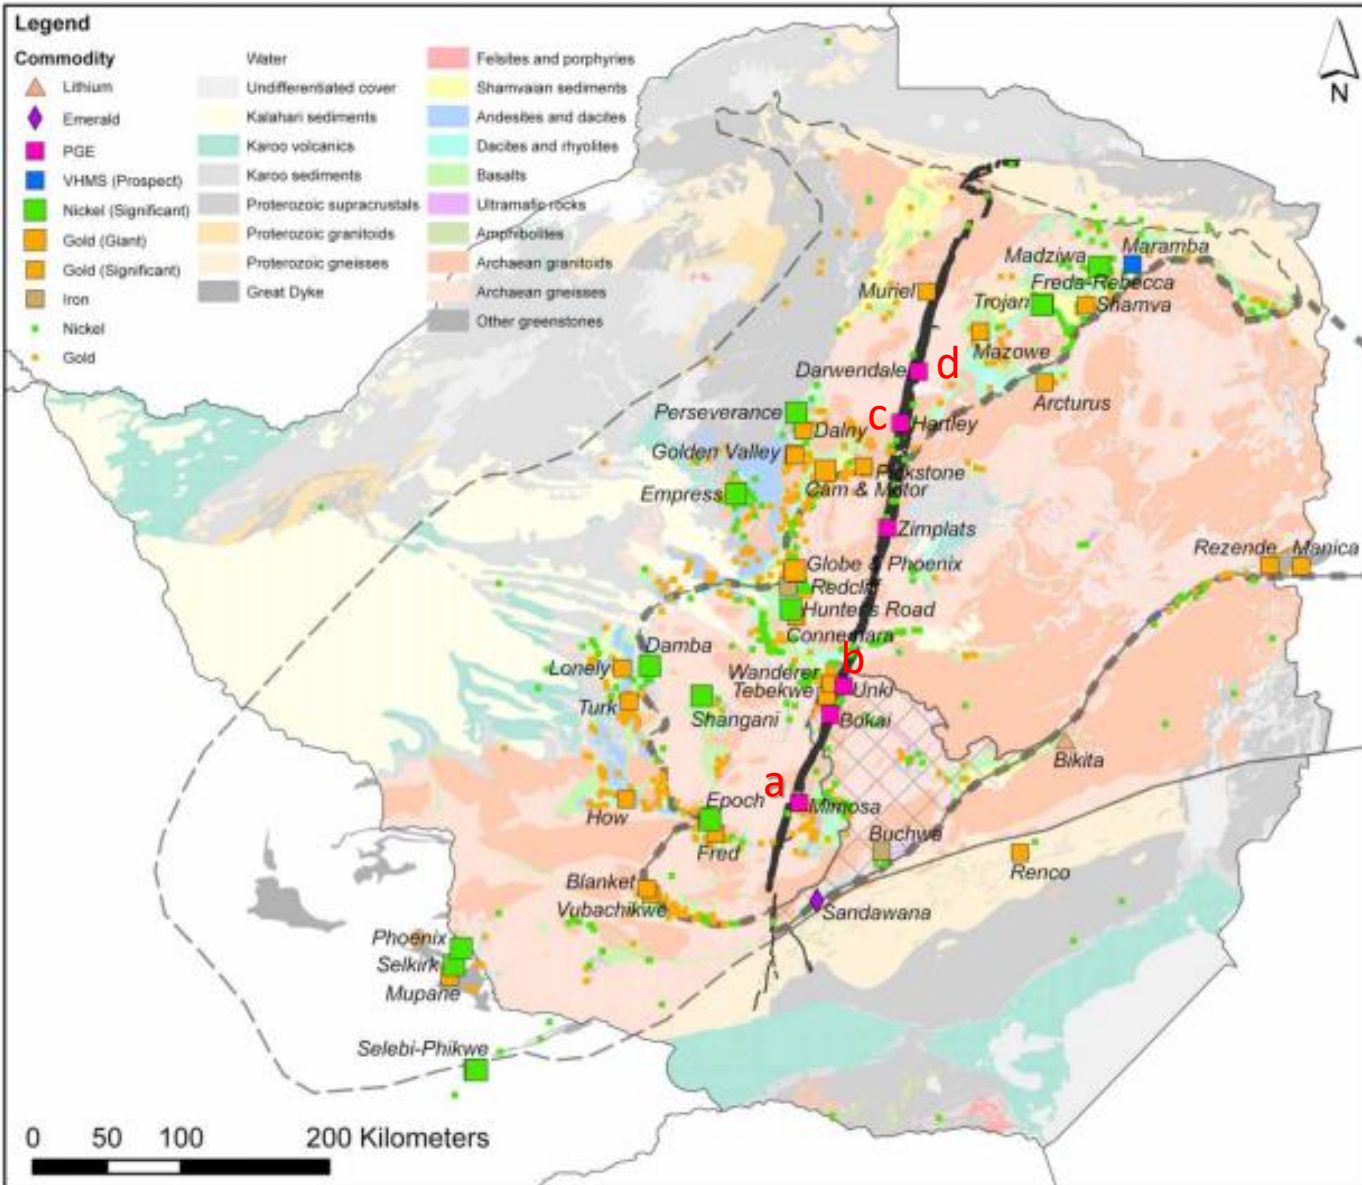 Legend
Commodity
Lithium
Emerald
PGE
VHMS (Prospect)
Nickel (Significant)
Gold (Giant)
Gold (Significant)
Iron
Nickel
Gold
Water
Undifferentiated cover
Kalahari sediments
Karoo volcanics
Karoo sediments
Proterozoic supracrustals
Proterozoic granitoids
Proterozoic gneisses
Great Dyke
Felsites and porphyries
Shamvaian sediments
Andesites and dacites
Dacites and rhyolites
Basalts
Ultramafic rocks
Amphibolites
Archaean granitoids
Archaean gneisses
Other greenstones
N
Madziwa
Maramba
Freda-Rebecca
Muriel
Trojan
Shamva
Mazowe
Darwendale
d
Arcturus
Perseverance
c
Hartley
Dalny
Golden Valley
Pickstone
Cam & Motor
Empress
Zimplats
Rezende
Manica
Globe & Phoenix
Redcliff
Hunters Road
Connemara
Damba
b
Lonely
Wanderer
Tebekwe
Unki
Turk
Shangani
Bokai
Bikita
a
Epoch
Mimosa
How
Buchwa
Fred
Renco
Blanket
Vubachikwe
Sandawana
Phoenix
Selkirk
Mupane
Selebi-Phikwe
0 50 100 200 Kilometers